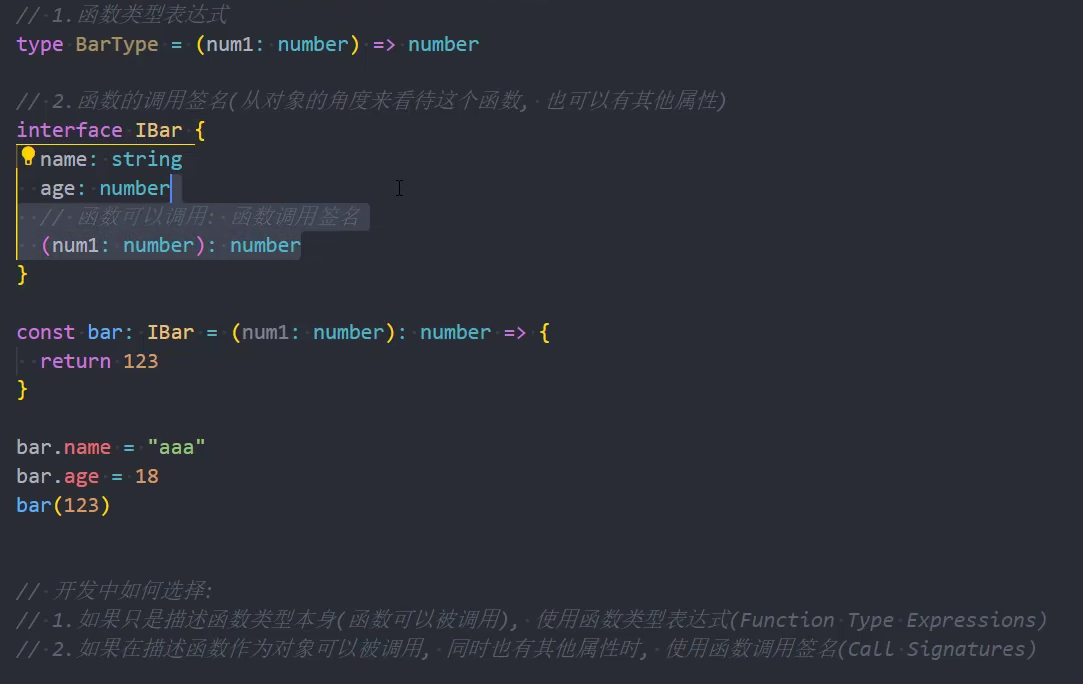 // 1.函数类型表达式
type BarType = (num1: number) => number
// 2.函数的调用签名(从对象的角度来看待这个函数, 也可以有其他属性)
interface IBar {
name: string
age: number
// 函数可以调用: 函数调用签名
(num1: number): number
}
const bar: IBar = (num1: number): number => {
return 123
}
bar.name = "aaa"
bar.age = 18
bar(123)
// 开发中如何选择:
// 1.如果只是描述函数类型本身(函数可以被调用), 使用函数类型表达式(Function Type Expressions)
// 2.如果在描述函数作为对象可以被调用, 同时也有其他属性时, 使用函数调用签名(Call Signatures)